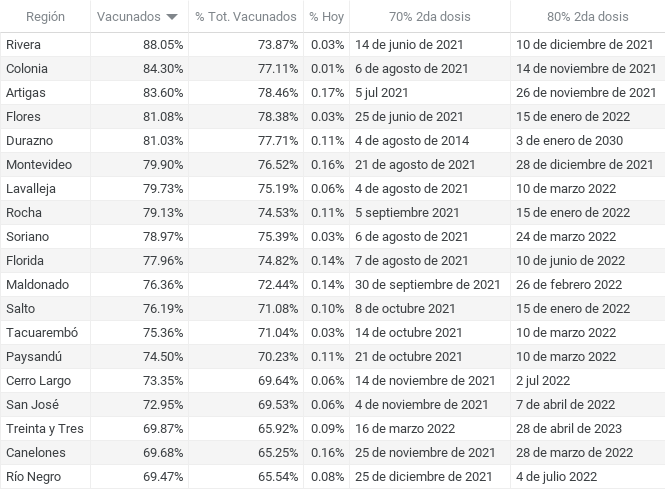 Región Vacunados % Tot. Vacunados % Hoy 70% 2da dosis 80% 2da dosis
Rivera 88.05% 73.87% 0.03% 14 de junio de 2021 10 de diciembre de 2021
Colonia 84.30% 77.11% 0.01% 6 de agosto de 2021 14 de noviembre de 2021
Artigas 83.60% 78.46% 0.17% 5 jul 2021 26 de noviembre de 2021
Flores 81.08% 78.38% 0.03% 25 de junio de 2021 15 de enero de 2022
Durazno 81.03% 77.71% 0.11% 4 de agosto de 2014 3 de enero de 2030
Montevideo 79.90% 76.52% 0.16% 21 de agosto de 2021 28 de diciembre de 2021
Lavalleja 79.73% 75.19% 0.06% 4 de agosto de 2021 10 de marzo 2022
Rocha 79.13% 74.53% 0.11% 5 septiembre 2021 15 de enero de 2022
Soriano 78.97% 75.39% 0.03% 6 de agosto de 2021 24 de marzo 2022
Florida 77.96% 74.82% 0.14% 7 de agosto de 2021 10 de junio de 2022
Maldonado 76.36% 72.44% 0.14% 30 de septiembre de 2021 26 de febrero 2022
Salto 76.19% 71.08% 0.10% 8 de octubre 2021 15 de enero de 2022
Tacuarembó 75.36% 71.04% 0.03% 14 de octubre 2021 10 de marzo 2022
Paysandú 74.50% 70.23% 0.11% 21 de octubre 2021 10 de marzo 2022
Cerro Largo 73.35% 69.64% 0.06% 14 de noviembre de 2021 2 jul 2022
San José 72.95% 69.53% 0.06% 4 de noviembre de 2021 7 de abril de 2022
Treinta y Tres 69.87% 65.92% 0.09% 16 de marzo 2022 28 de abril de 2023
Canelones 69.68% 65.25% 0.16% 25 de noviembre de 2021 28 de marzo de 2022
Río Negro 69.47% 65.54% 0.08% 25 de diciembre de 2021 4 de julio 2022